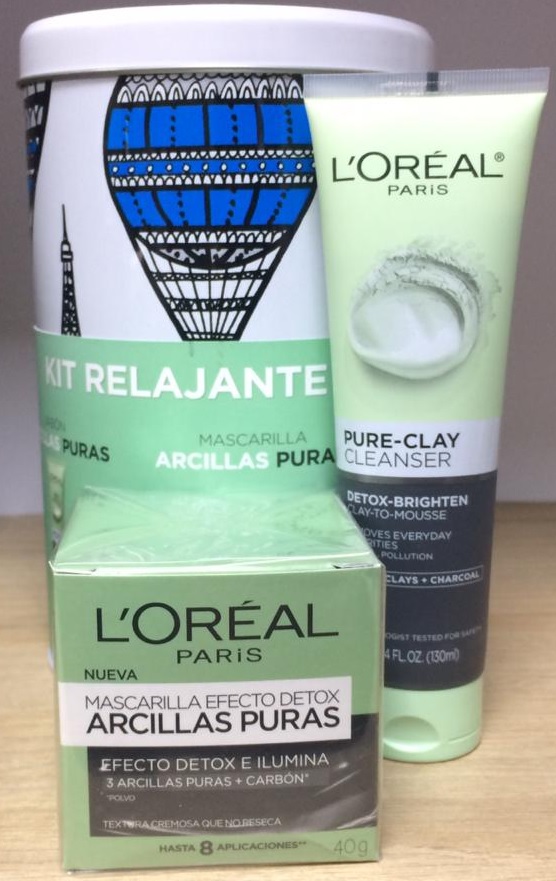 KIT RELAJANTE
PURAS
MASCARILLA
ARCILLAS PURA
L'ORÉAL®
PARiS
PURE-CLAY
CLEANSER
DETOX-BRIGHTEN
CLAY-TO-MOUSSE
EVERYDAY
POLLUTION
CLAYS + CHARCOAL
TESTED FOR SAFETY
FL.OZ. (130ml)
L'ORÉAL
PARiS
NUEVA
MASCARILLA EFECTO DETOX
ARCILLAS PURAS
EFECTO DETOX E ILUMINA
3 ARCILLAS PURAS + CARBÓN*
*POLVO
TEXTURA CREMOSA QUE NO RESECA
HASTA 8 APLICACIONES**
40g